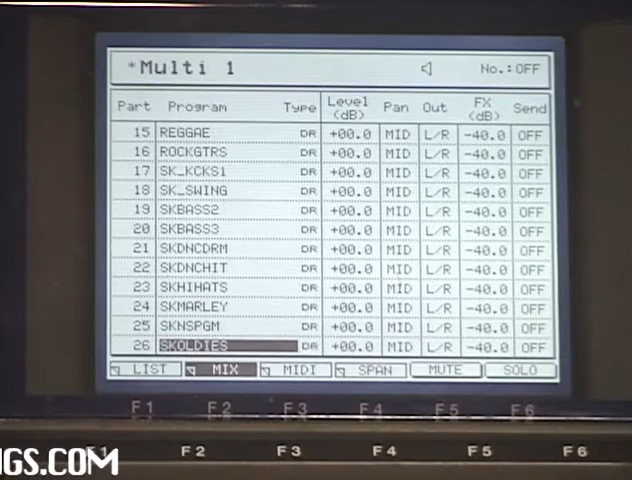 *Multi 1 No.:OFF
Part Program Type Level (dB) Pan Out FX (dB) Send
15 REGGAE DR +00.0 MID L/R -40.0 OFF
16 ROCKGTRS DR +00.0 MID L/R -40.0 OFF
17 SK_KCKS1 DR +00.0 MID L/R -40.0 OFF
18 SK_SWING DR +00.0 MID L/R -40.0 OFF
19 SKBASS2 DR +00.0 MID L/R -40.0 OFF
20 SKBASS3 DR +00.0 MID L/R -40.0 OFF
21 SKDNCDRM DR +00.0 MID L/R -40.0 OFF
22 SKDNCHIT DR +00.0 MID L/R -40.0 OFF
23 SKHIHATS DR +00.0 MID L/R -40.0 OFF
24 SKMARLEY DR +00.0 MID L/R -40.0 OFF
25 SKNSPGM DR +00.0 MID L/R -40.0 OFF
26 SKOLDIES DR +00.0 MID L/R -40.0 OFF
LIST MIX MIDI SPAN MUTE SOLO
F1 F2 F3 F4 F5 F6
F1 F2 F3 F4 F5 F6
NGS.COM